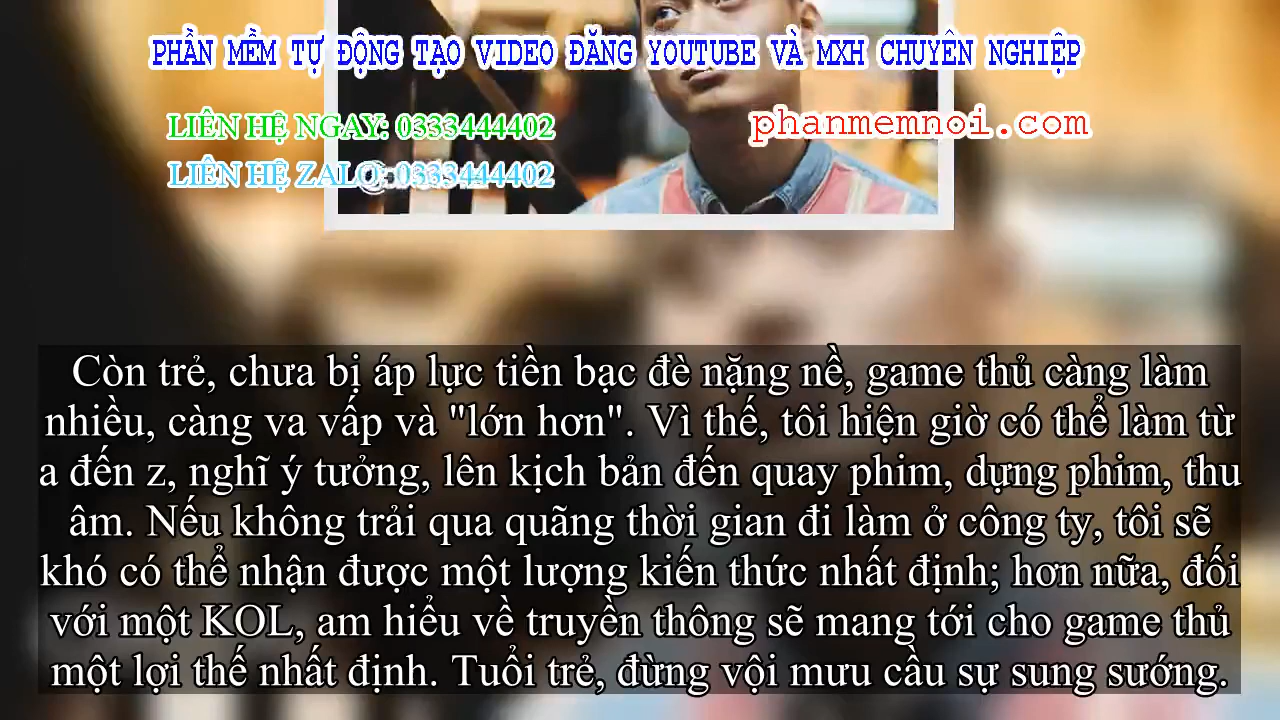 PHẦN MỀM TỰ ĐỘNG TẠO VIDEO ĐĂNG YOUTUBE VÀ MXH CHUYÊN NGHIỆP
LIÊN HỆ NGAY: 0333444402
phanmemnoi.com
LIÊN HỆ ZALO: 0333444402
Còn trẻ, chưa bị áp lực tiền bạc đè nặng nề, game thủ càng làm
nhiều, càng va vấp và "lớn hơn". Vì thế, tôi hiện giờ có thể làm từ
a đến z, nghĩ ý tưởng, lên kịch bản đến quay phim, dựng phim, thu
âm. Nếu không trải qua quãng thời gian đi làm ở công ty, tôi sẽ
khó có thể nhận được một lượng kiến thức nhất định; hơn nữa, đối
với một KOL, am hiểu về truyền thông sẽ mang tới cho game thủ
một lợi thế nhất định. Tuổi trẻ, đừng vội mưu cầu sự sung sướng.